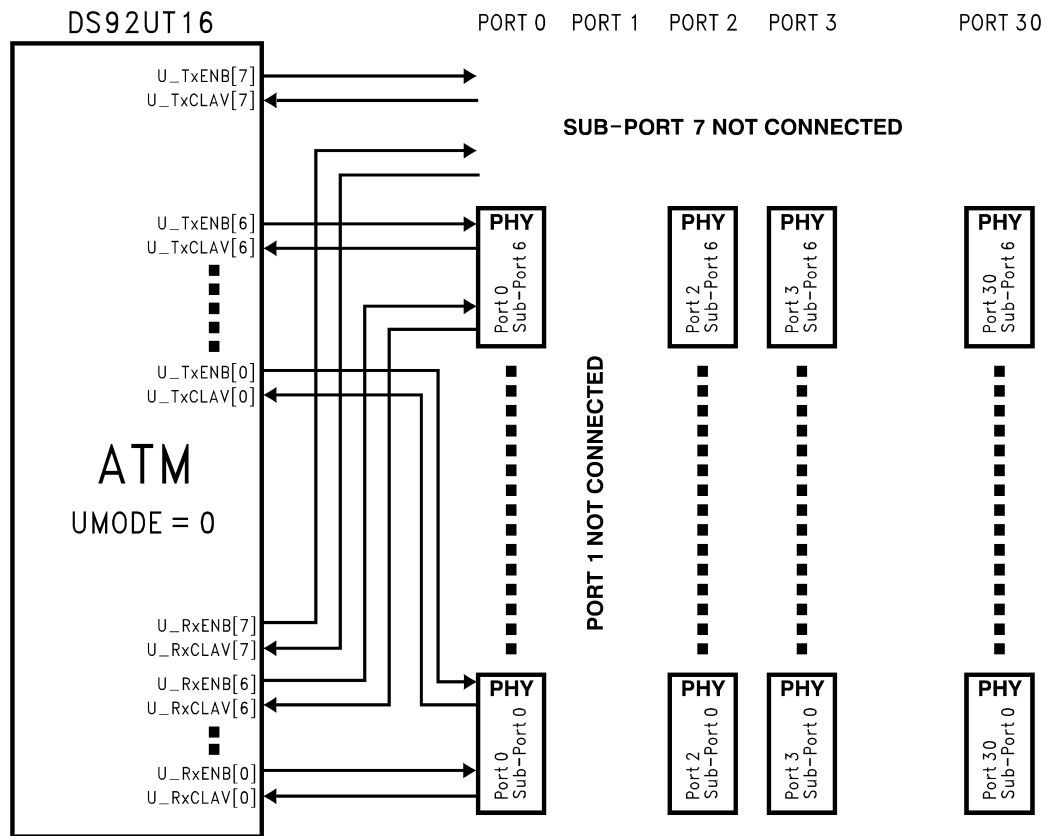 DS92UT16
PORT 0 PORT 1 PORT 2 PORT 3 PORT 30
U_TxENB[7]
U_TxCLAV[7]
SUB-PORT 7 NOT CONNECTED
U_TxENB[6]
U_TxCLAV[6]
PHY
Port 0
Sub-Port 6
PHY
Port 2
Sub-Port 6
PHY
Port 3
Sub-Port 6
PHY
Port 30
Sub-Port 6
U_TxENB[0]
U_TxCLAV[0]
PORT 1 NOT CONNECTED
ATM
UMODE = 0
U_RxENB[7]
U_RxCLAV[7]
U_RxENB[6]
U_RxCLAV[6]
U_RxENB[0]
U_RxCLAV[0]
PHY
Port 0
Sub-Port 0
PHY
Port 2
Sub-Port 0
PHY
Port 3
Sub-Port 0
PHY
Port 30
Sub-Port 0